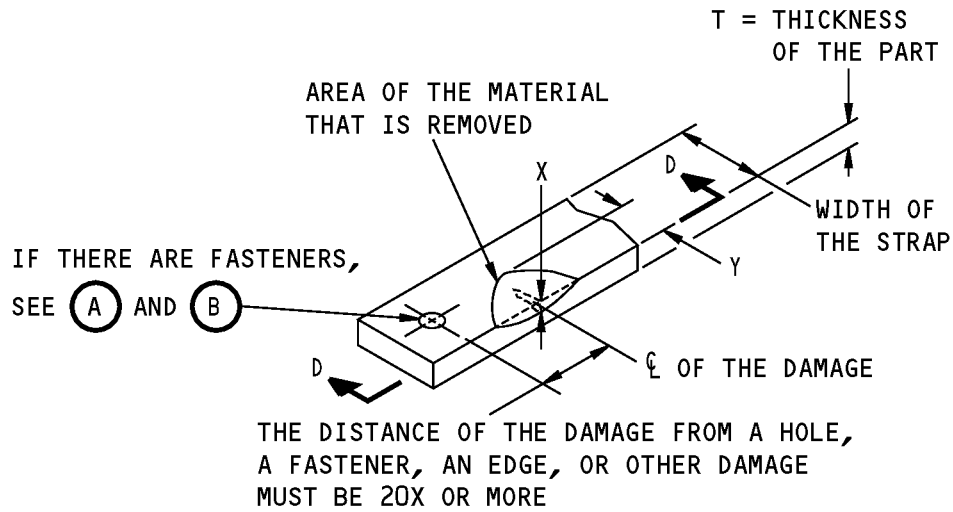 T = THICKNESS
OF THE PART
AREA OF THE MATERIAL
THAT IS REMOVED
X
D
WIDTH OF
THE STRAP
Y
IF THERE ARE FASTENERS,
SEE A AND B
℄ OF THE DAMAGE
D
THE DISTANCE OF THE DAMAGE FROM A HOLE,
A FASTENER, AN EDGE, OR OTHER DAMAGE
MUST BE 20X OR MORE